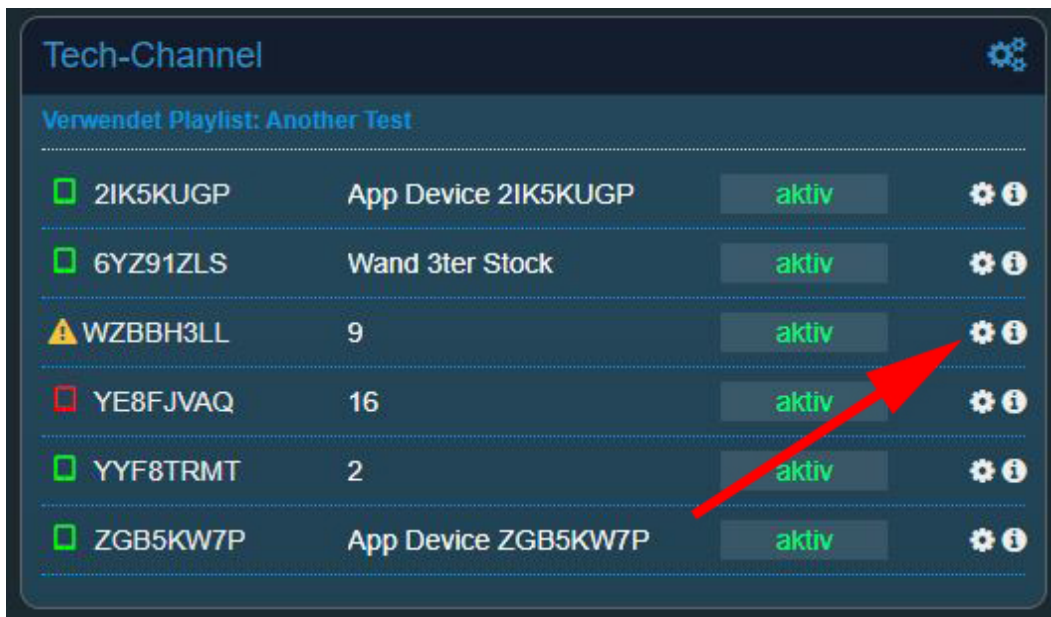 Tech-Channel
Verwendet Playlist: Another Test
2IK5KUGP App Device 2IK5KUGP aktiv
6YZ91ZLS Wand 3ter Stock aktiv
WZBBH3LL 9 aktiv
YE8FJVAQ 16 aktiv
YYF8TRMT 2 aktiv
ZGB5KW7P App Device ZGB5KW7P aktiv